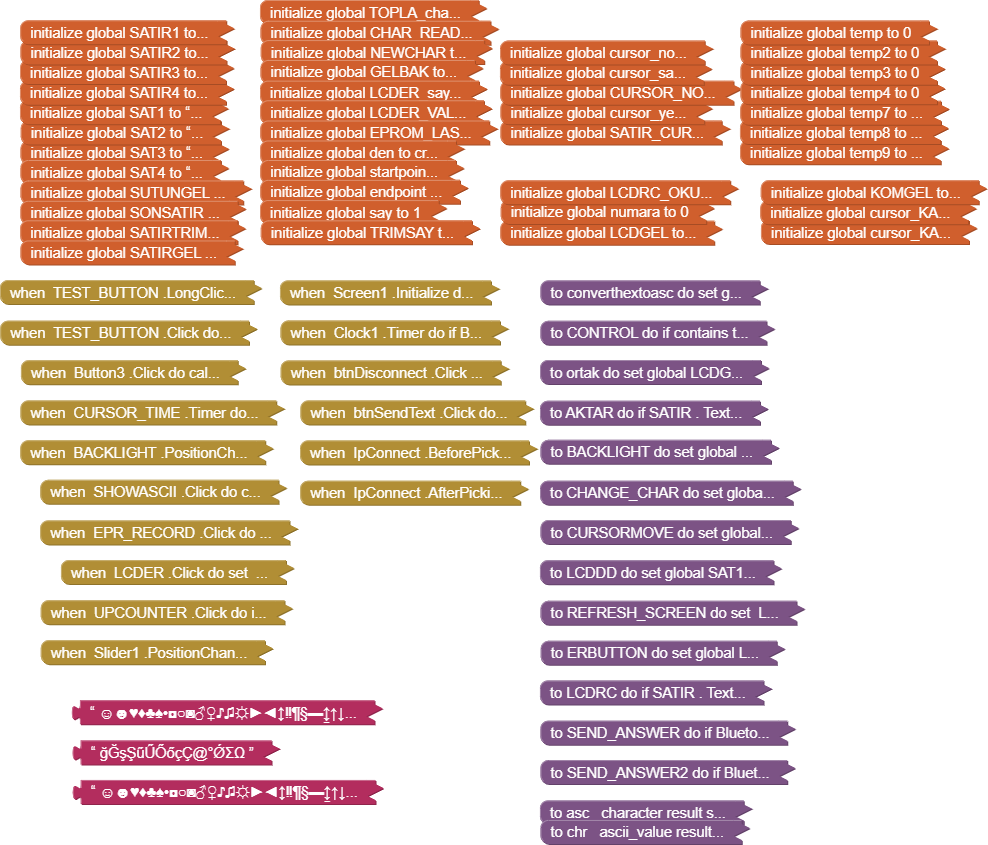 initialize global SATIR1 to...
initialize global SATIR2 to...
initialize global SATIR3 to...
initialize global SATIR4 to...
initialize global SAT1 to “...
initialize global SAT2 to “...
initialize global SAT3 to “...
initialize global SAT4 to “...
initialize global SUTUNGEL ...
initialize global SONSATIR ...
initialize global SATIRTRIM...
initialize global SATIRGEL ...
initialize global TOPLA_cha...
initialize global CHAR_READ...
initialize global NEWCHAR t...
initialize global GELBAK to...
initialize global LCDER_say...
initialize global LCDER_VAL...
initialize global EPROM_LAS...
initialize global den to cr...
initialize global startpoin...
initialize global endpoint ...
initialize global say to 1
initialize global TRIMSAY t...
initialize global cursor_no...
initialize global cursor_sa...
initialize global CURSOR_NO...
initialize global cursor_ye...
initialize global SATIR_CUR...
initialize global LCDRC_OKU...
initialize global numara to 0
initialize global LCDGEL to...
initialize global temp to 0
initialize global temp2 to 0
initialize global temp3 to 0
initialize global temp4 to 0
initialize global temp7 to ...
initialize global temp8 to ...
initialize global temp9 to ...
initialize global KOMGEL to...
initialize global cursor_KA...
initialize global cursor_KA...
when TEST_BUTTON .LongClic...
when TEST_BUTTON .Click do...
when Button3 .Click do cal...
when CURSOR_TIME .Timer do...
when BACKLIGHT .PositionCh...
when SHOWASCII .Click do c...
when EPR_RECORD .Click do ...
when LCDER .Click do set ...
when UPCOUNTER .Click do i...
when Slider1 .PositionChan...
when Screen1 .Initialize d...
when Clock1 .Timer do if B...
when btnDisconnect .Click ...
when btnSendText .Click do...
when IpConnect .BeforePick...
when IpConnect .AfterPicki...
to converthextoasc do set g...
to CONTROL do if contains t...
to ortak do set global LCDG...
to AKTAR do if SATIR . Text...
to BACKLIGHT do set global ...
to CHANGE_CHAR do set globa...
to CURSORMOVE do set global...
to LCDDD do set global SAT1...
to REFRESH_SCREEN do set L...
to ERBUTTON do set global L...
to LCDRC do if SATIR . Text...
to SEND_ANSWER do if Blueto...
to SEND_ANSWER2 do if Bluet...
to asc character result s...
to chr ascii_value result...
“ ☺☻♥♦♣♠•◘○◙♂♀♪♫☼►◄↕‼¶§▬↨↑↓...
“ ğĞşŞüŰŐőçÇ@°ǾΣΩ ”
“ ☺☻♥♦♣♠•◘○◙♂♀♪♫☼►◄↕‼¶§▬↨↑↓...